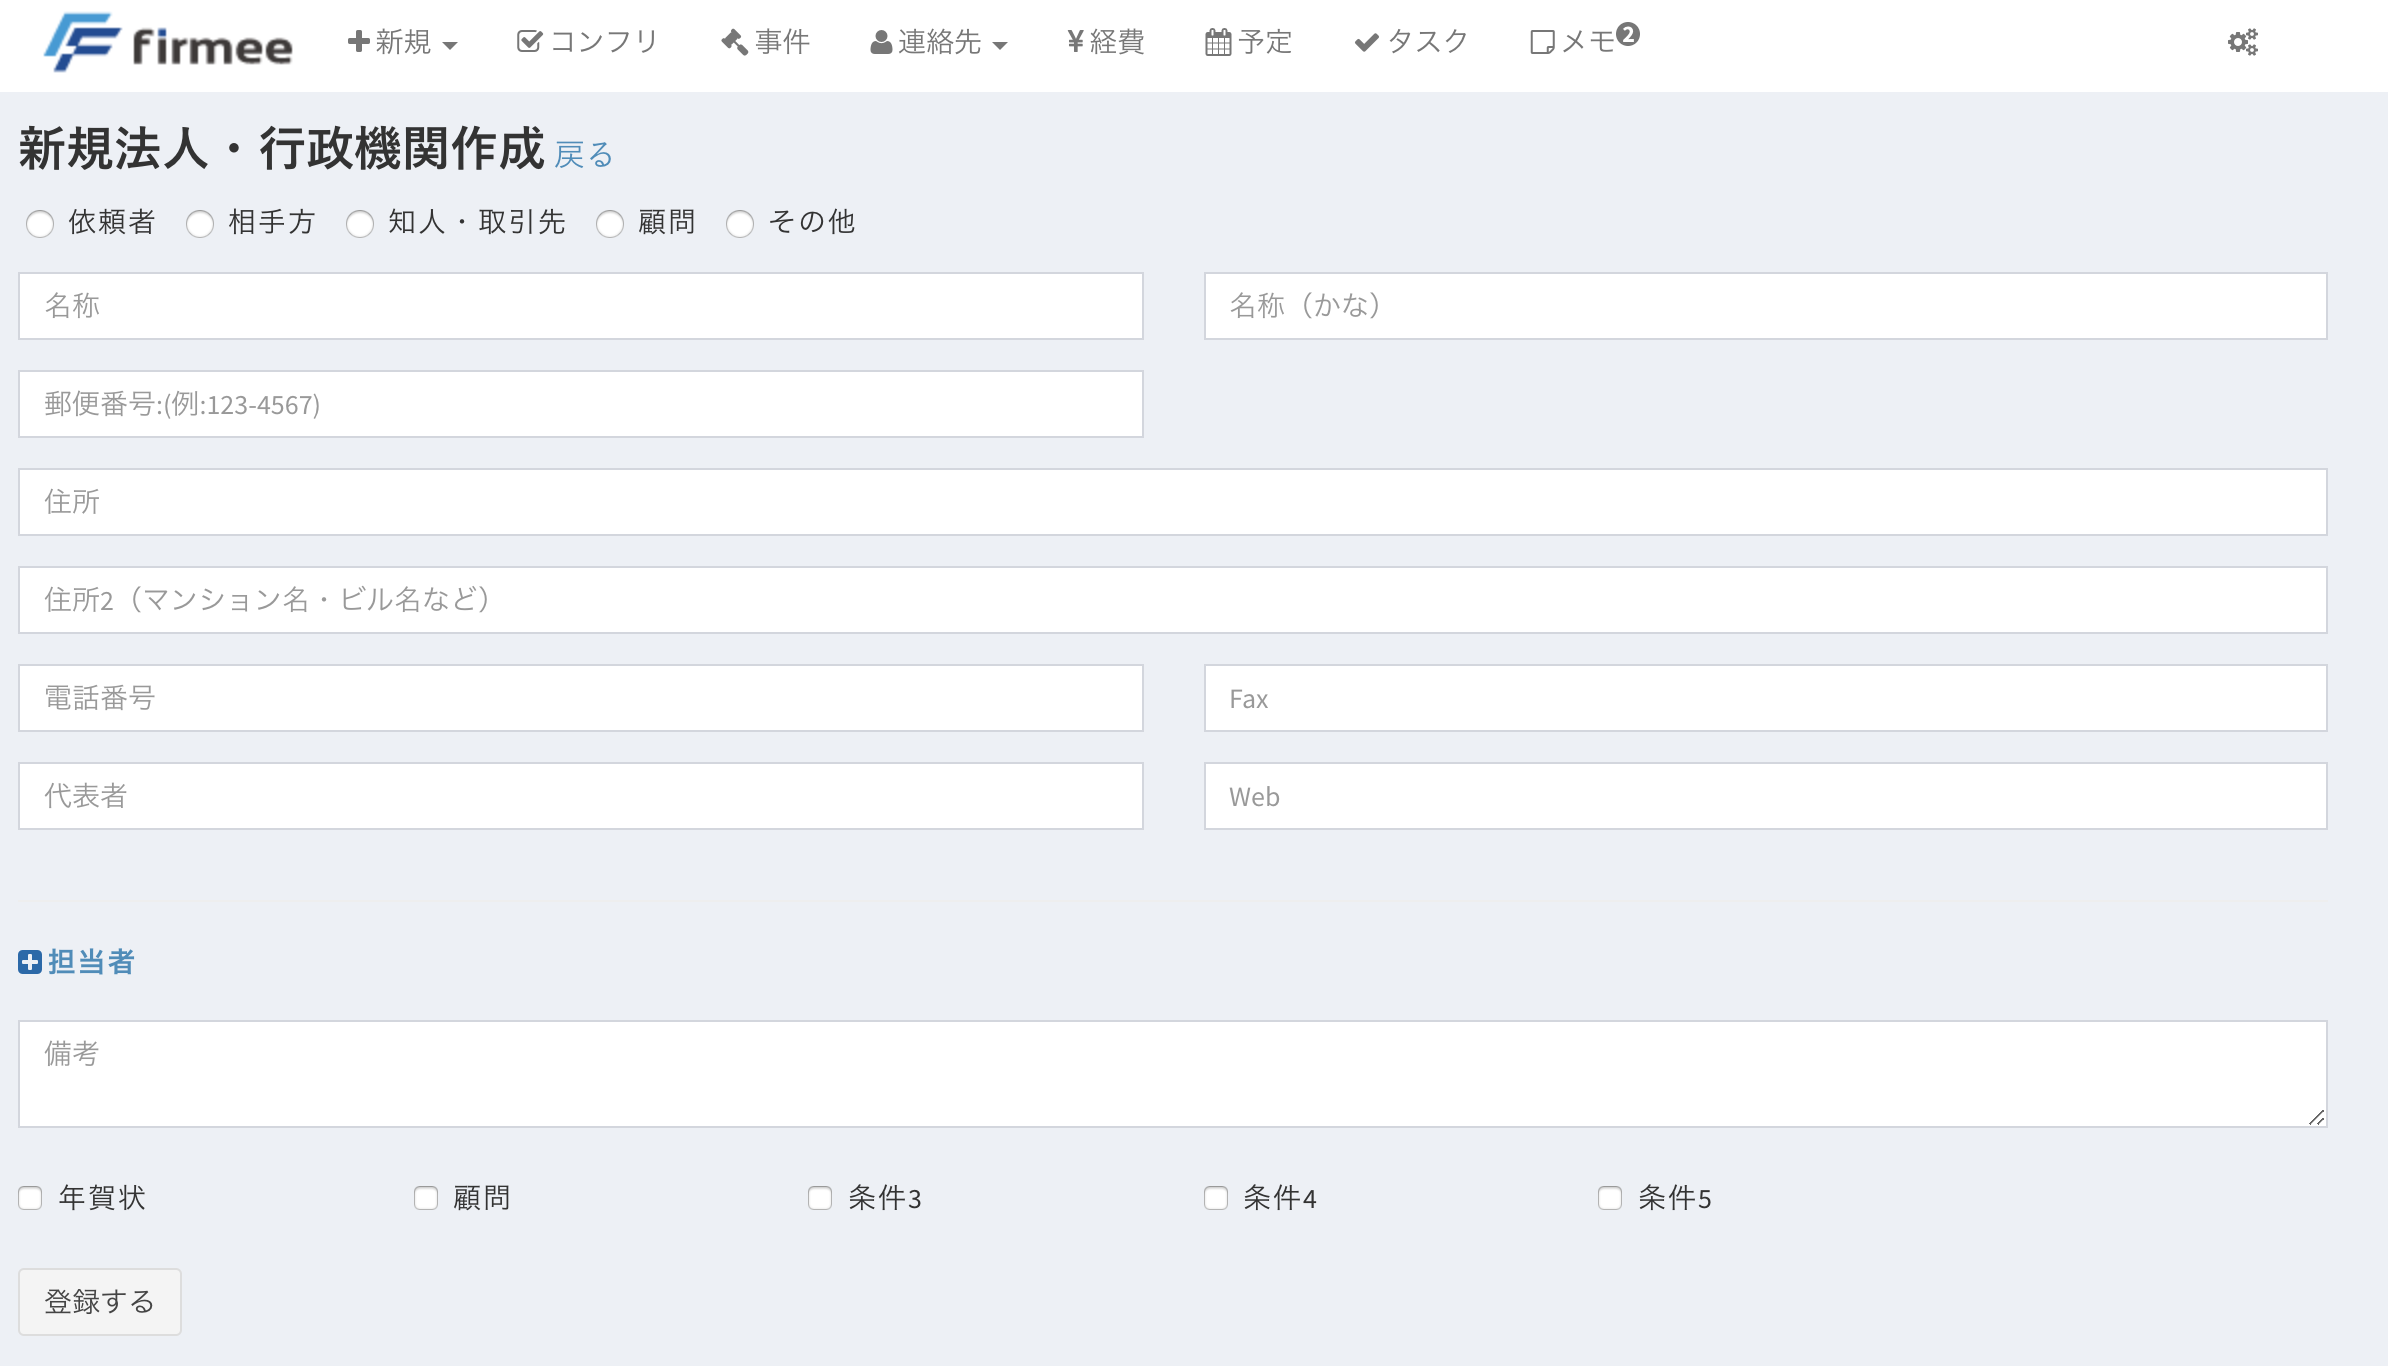 firmee 新規 コンフリ 事件 連絡先 ¥経費 予定 タスク メモ2
新規法人・行政機関作成 戻る
依頼者 相手方 知人・取引先 顧問 その他
名称 名称（かな）
郵便番号:(例:123-4567)
住所
住所2（マンション名・ビル名など）
電話番号 Fax
代表者 Web
担当者
備考
年賀状 顧問 条件3 条件4 条件5
登録する